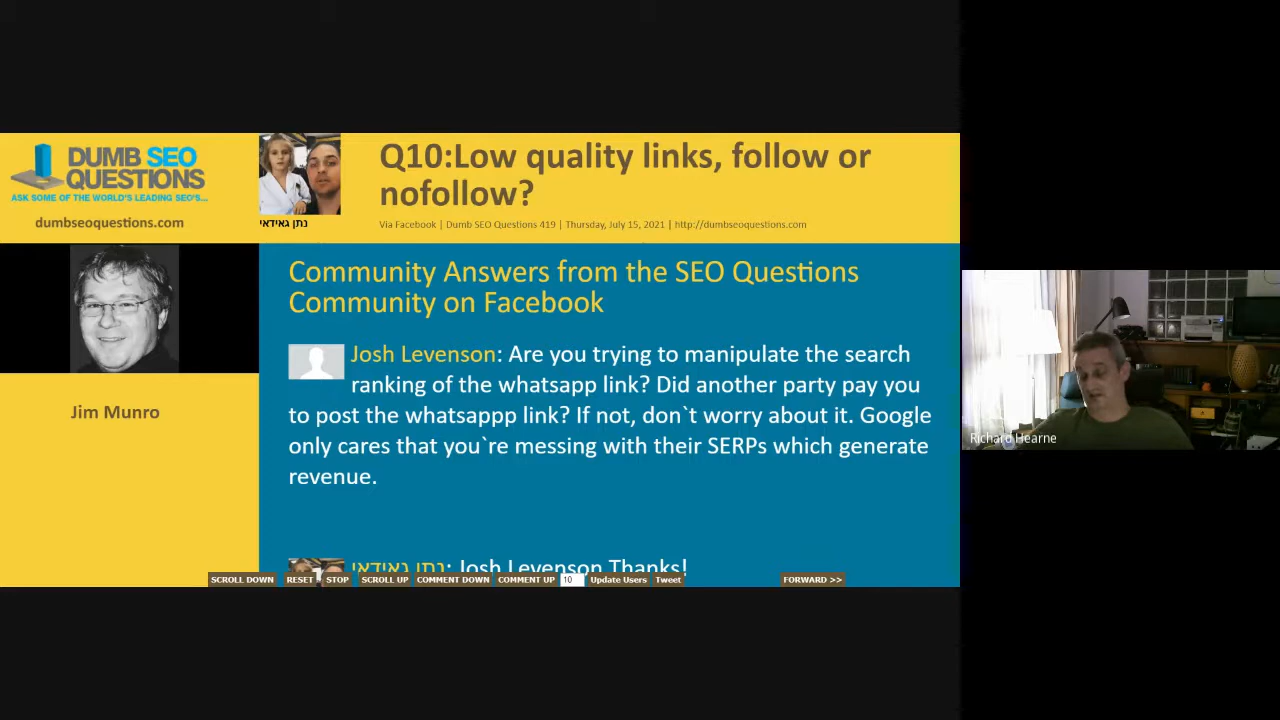 DUMB SEO
QUESTIONS
ASK SOME OF THE WORLD'S LEADING SEO'S...
dumbseoquestions.com
נתן גאידאי
Q10:Low quality links, follow or
nofollow?
Via Facebook | Dumb SEO Questions 419 | Thursday, July 15, 2021 | http://dumbseoquestions.com
Jim Munro
Community Answers from the SEO Questions
Community on Facebook
Josh Levenson: Are you trying to manipulate the search
ranking of the whatsapp link? Did another party pay you
to post the whatsappp link? If not, don`t worry about it. Google
only cares that you`re messing with their SERPs which generate
revenue.
נתן גאידאי: Josh Levenson Thanks!
SCROLL DOWN RESET STOP SCROLL UP COMMENT DOWN COMMENT UP 10 Update Users Tweet FORWARD >>
Richard Hearne